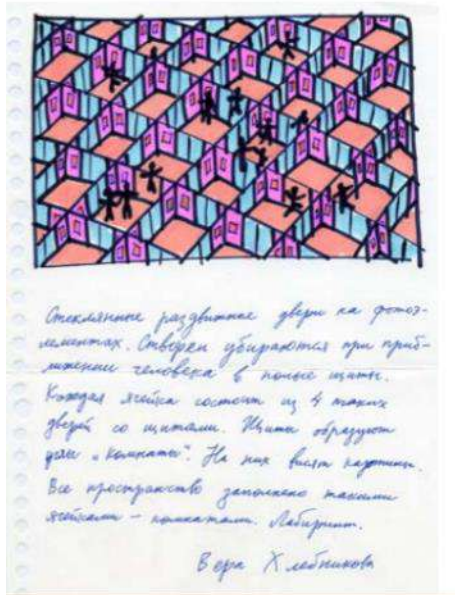 Стеклянные раздвижные двери на фотоэ-
лементах. Створки убираются при приб-
лижении человека в полые щиты.
Каждая ячейка состоит из 4 таких
дверей со щитами. Щиты образуют
углы „комнаты“. На них висят картины.
Все пространство заполнено такими
ячейками – комнатами. Лабиринт.
Вера Хлебникова